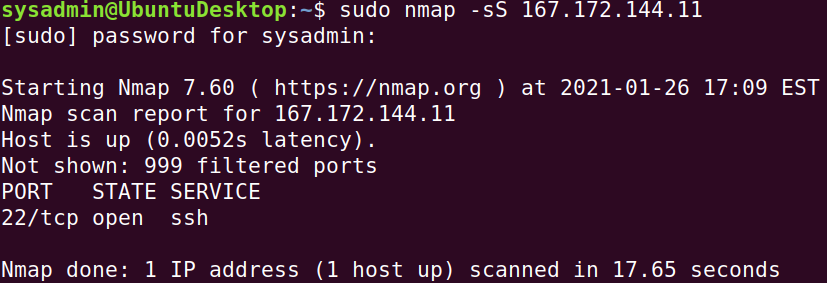 sysadmin@UbuntuDesktop:~$ sudo nmap -sS 167.172.144.11
[sudo] password for sysadmin:
Starting Nmap 7.60 ( https://nmap.org ) at 2021-01-26 17:09 EST
Nmap scan report for 167.172.144.11
Host is up (0.0052s latency).
Not shown: 999 filtered ports
PORT   STATE SERVICE
22/tcp open  ssh
Nmap done: 1 IP address (1 host up) scanned in 17.65 seconds